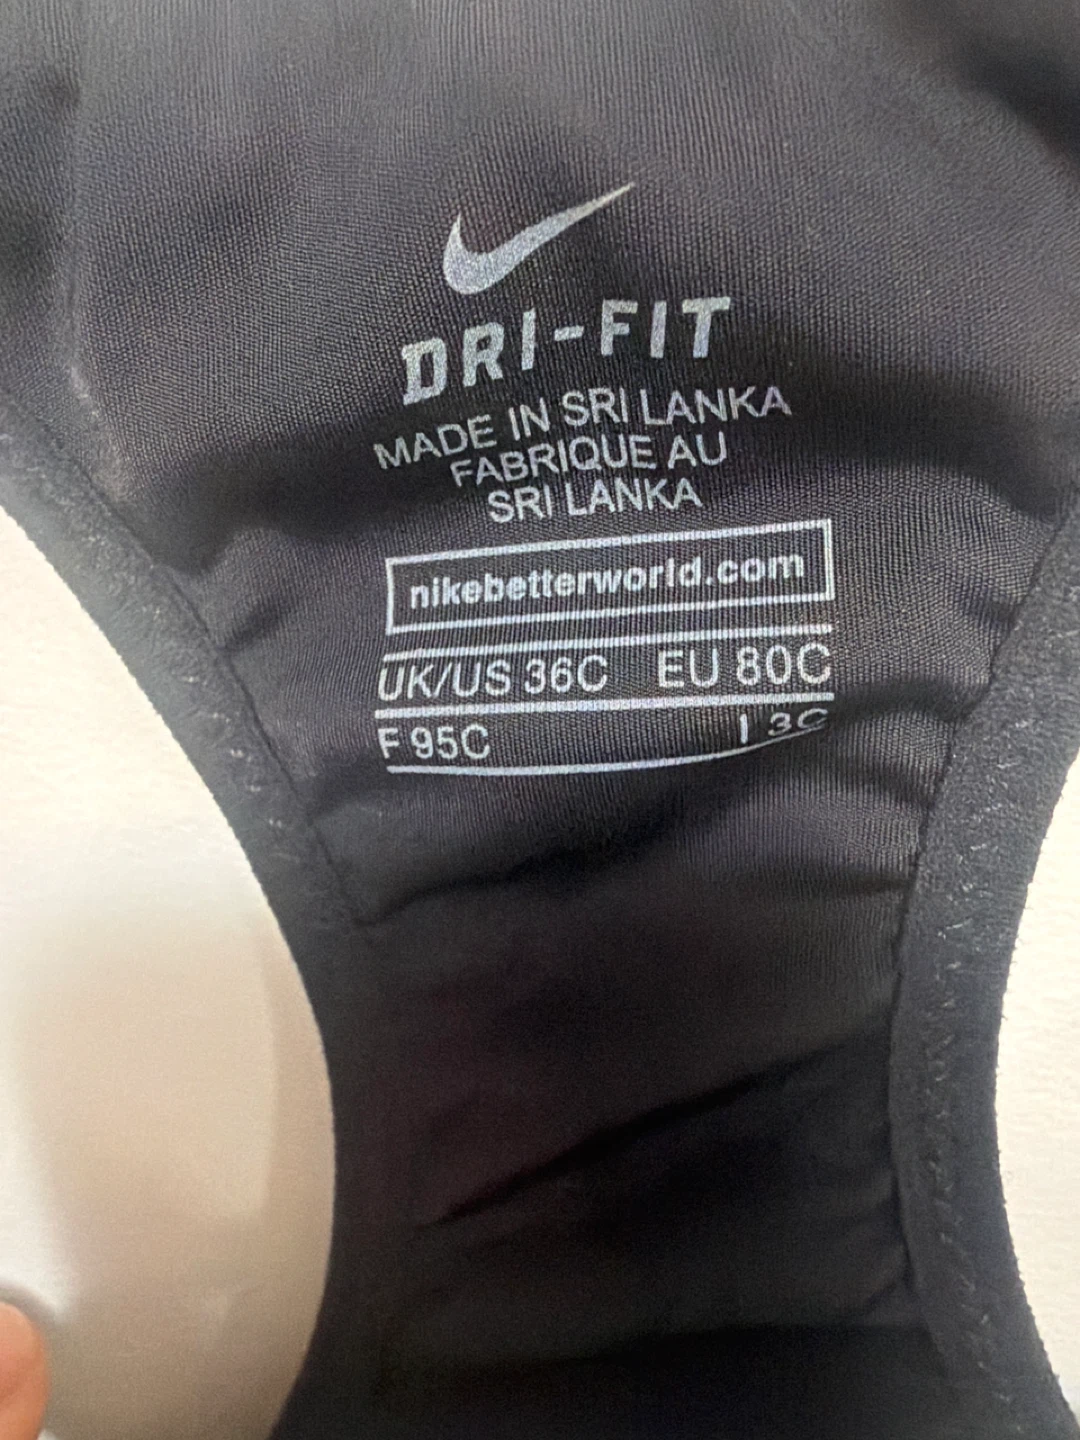 DRI-FIT
MADE IN SRI LANKA
FABRIQUE AU
SRI LANKA
nikebetterworld.com
UK/US 36C EU 80C
F 95C I 3C